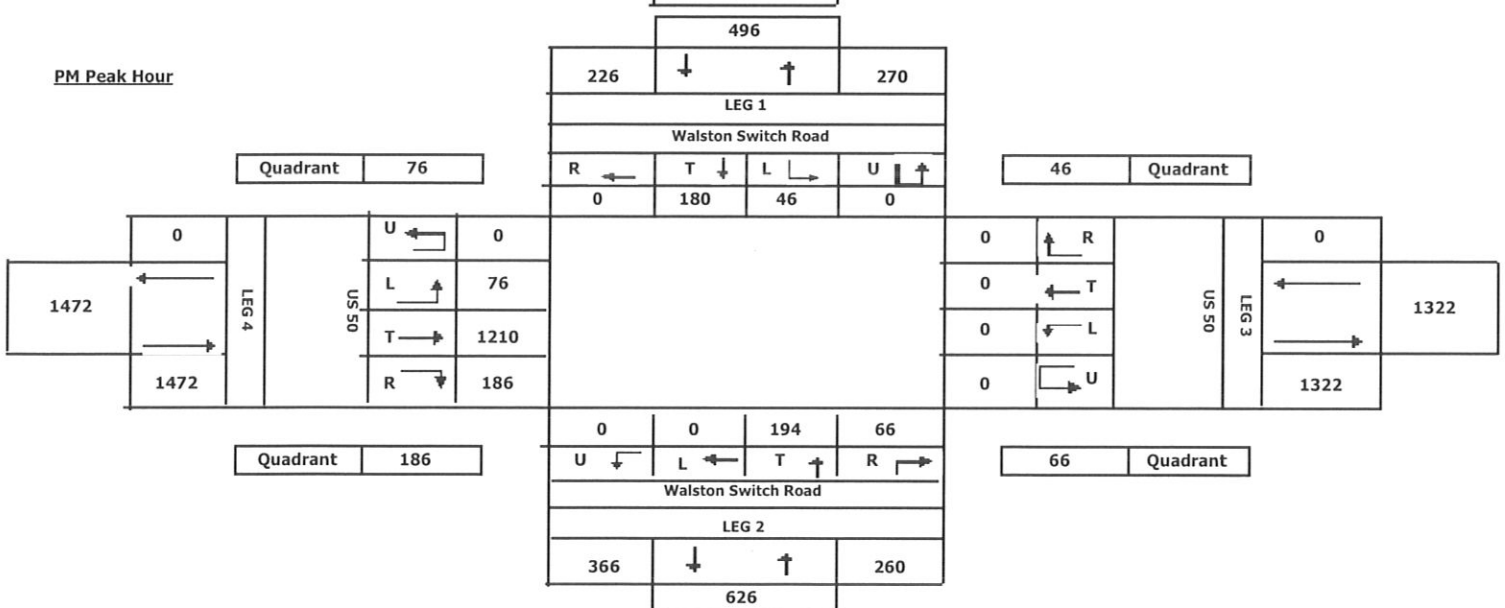 496
PM Peak Hour
226 270
LEG 1
Walston Switch Road
Quadrant 76
R T L U
46 Quadrant
0 180 46 0
0 U 0 0 R 0
L 76 0 T
1472 LEG 4 US 50 US 50 LEG 3 1322
T 1210 0 L
1472 R 186 0 U 1322
0 0 194 66
Quadrant 186
U L T R
66 Quadrant
Walston Switch Road
LEG 2
366 260
626